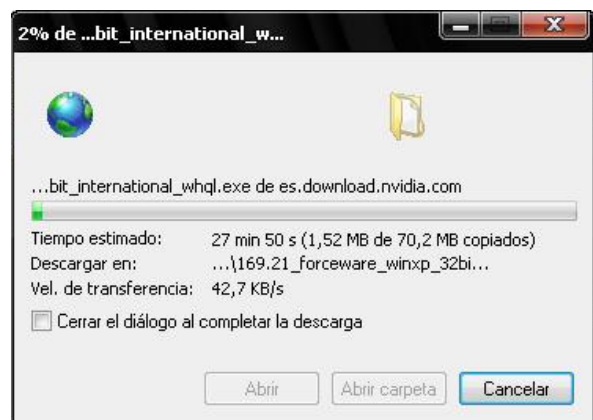 2% de ...bit_international_w...
...bit_international_whql.exe de es.download.nvidia.com
Tiempo estimado: 27 min 50 s (1,52 MB de 70,2 MB copiados)
Descargar en: ...\169.21_forceware_winxp_32bi...
Vel. de transferencia: 42,7 KB/s
Cerrar el diálogo al completar la descarga
Abrir Abrir carpeta Cancelar